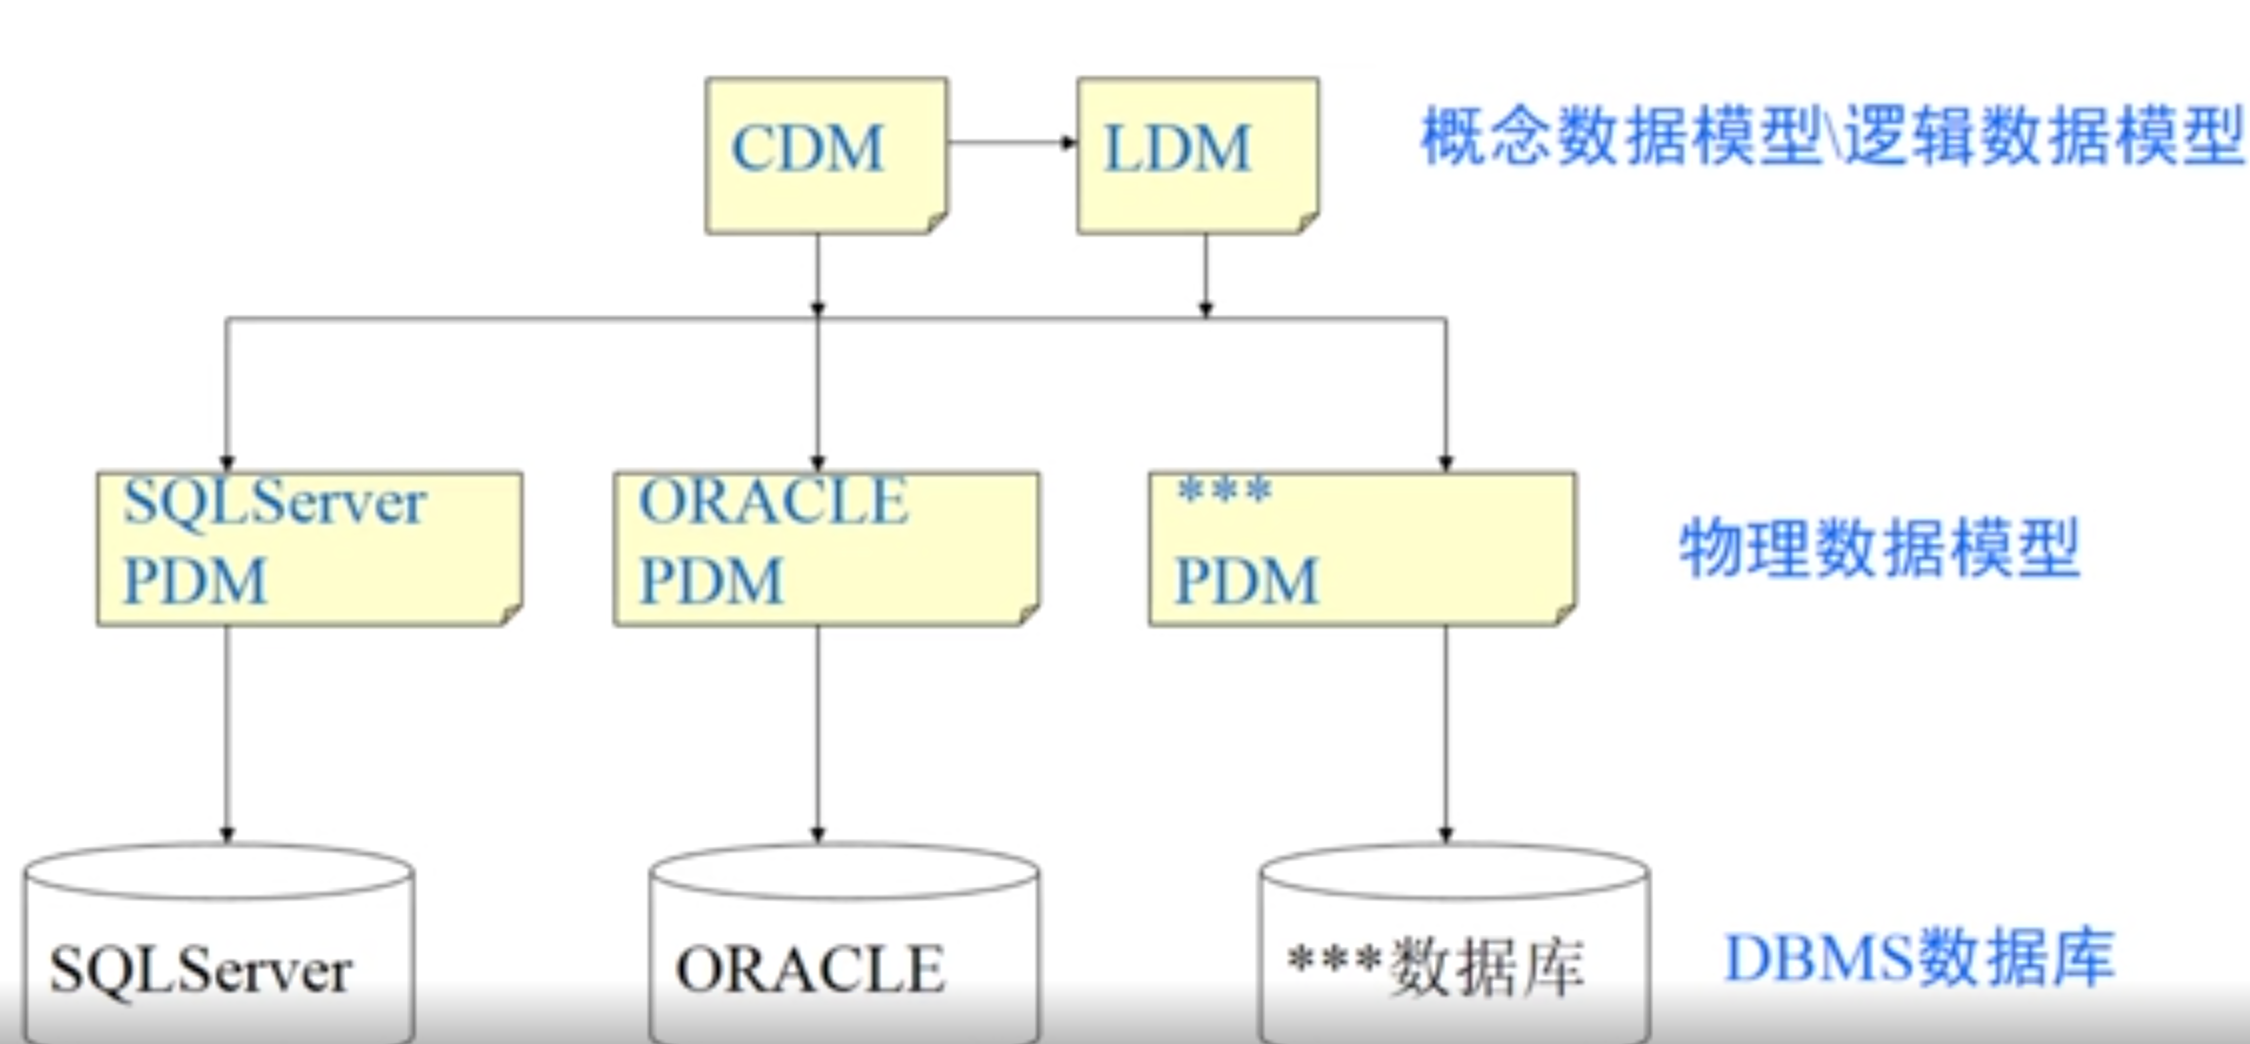 CDM
LDM
概念数据模型\逻辑数据模型
SQLServer
PDM
ORACLE
PDM
***
PDM
物理数据模型
SQLServer
ORACLE
***数据库
DBMS数据库